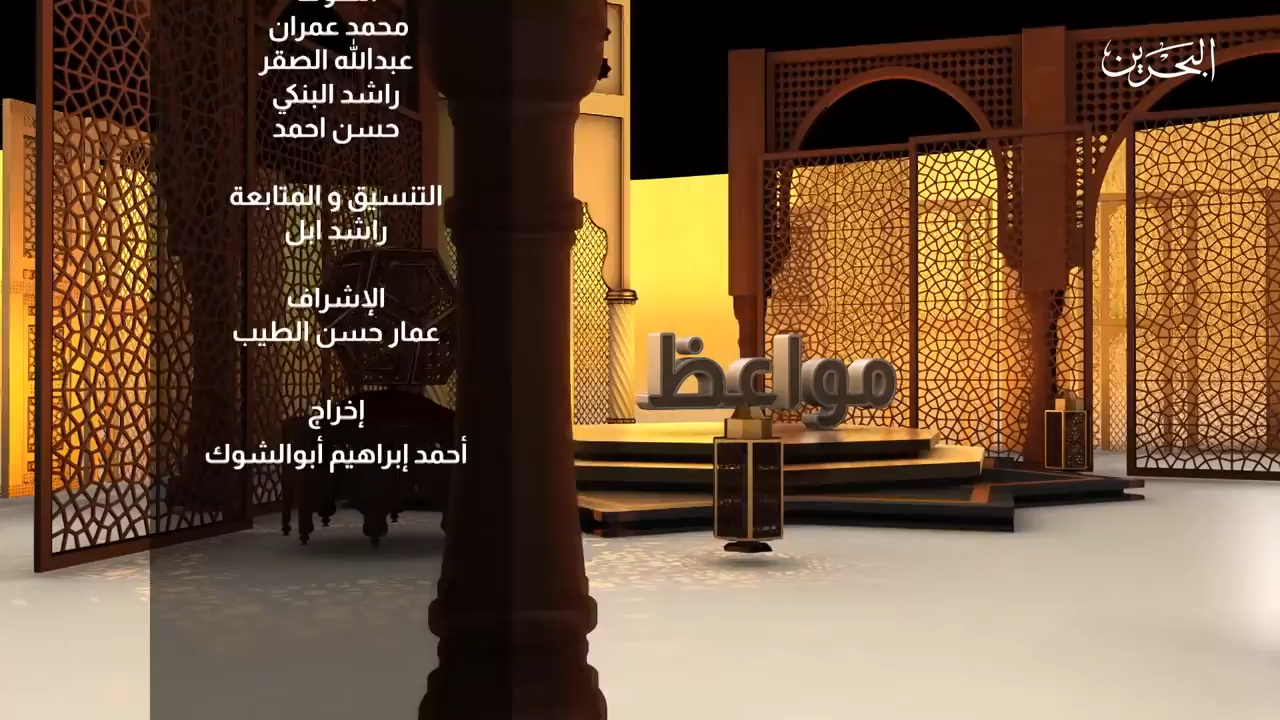 محمد عمران
عبدالله الصقر
راشد البنكي
حسن احمد
التنسيق و المتابعة
راشد ابل
الإشراف
عمار حسن الطيب
إخراج
أحمد إبراهيم أبوالشوك
مواعظ
البحرين